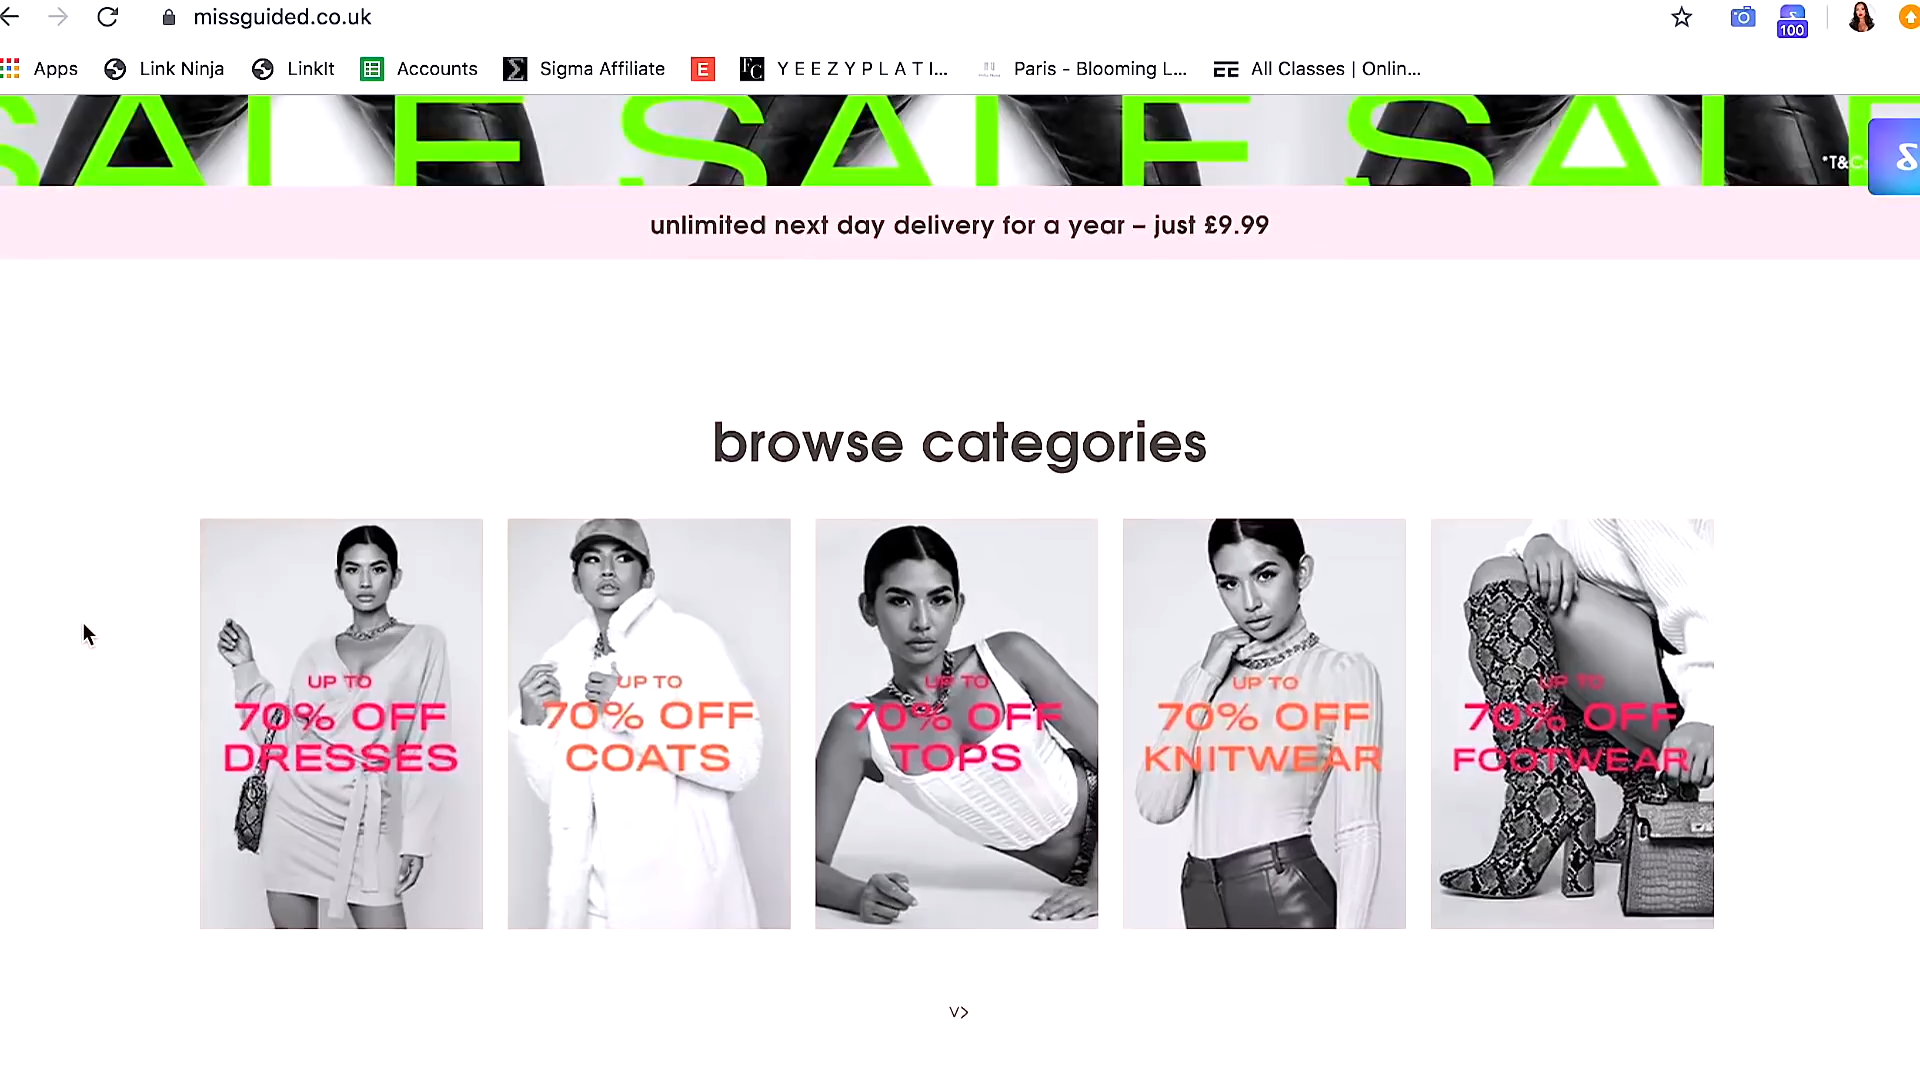 missguided.co.uk
100
Apps
Link Ninja
LinkIt
Accounts
Sigma Affiliate
E
FC
Y E E Z Y P L A T I...
Paris - Blooming L...
All Classes | Onlin...
SALE SALE SALE
*T&C
unlimited next day delivery for a year – just £9.99
browse categories
UP TO
70% OFF
DRESSES
UP TO
70% OFF
COATS
UP TO
70% OFF
TOPS
UP TO
70% OFF
KNITWEAR
UP TO
70% OFF
FOOTWEAR
V>